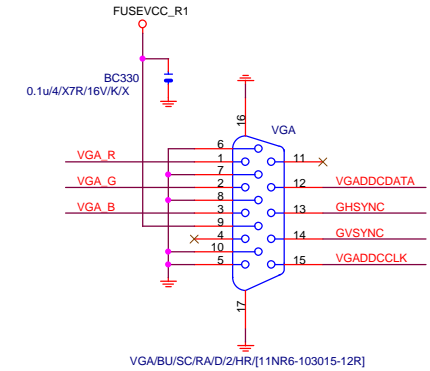 FUSEVCC_R1
BC330
0.1u/4/X7R/16V/K/X
16
VGA
6
VGA_R 1 11
7
VGA_G 2 12 VGADDCDATA
8
VGA_B 3 13 GHSYNC
9
4 14 GVSYNC
10
5 15 VGADDCCLK
17
VGA/BU/SC/RA/D/2/HR/[11NR6-103015-12R]